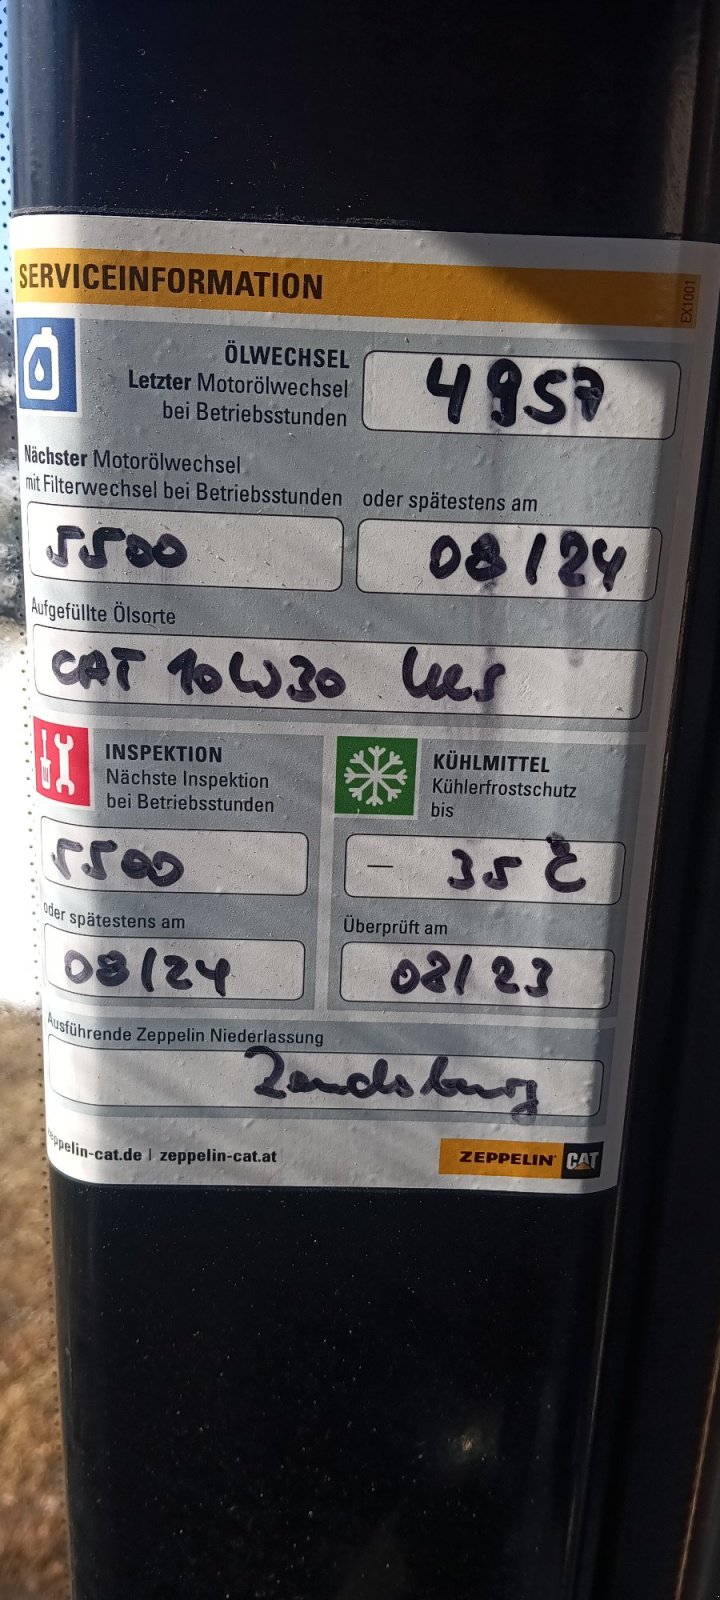 SERVICEINFORMATION
EX1001
ÖLWECHSEL
Letzter Motorölwechsel
bei Betriebsstunden
4957
Nächster Motorölwechsel
mit Filterwechsel bei Betriebsstunden
5500
oder spätestens am
08/24
Aufgefüllte Ölsorte
CAT 10W30
INSPEKTION
Nächste Inspektion
bei Betriebsstunden
5500
oder spätestens am
08/24
KÜHLMITTEL
Kühlerfrostschutz
bis
– 35 °C
Überprüft am
08/23
Ausführende Zeppelin Niederlassung
zeppelin-cat.de | zeppelin-cat.at
ZEPPELIN CAT